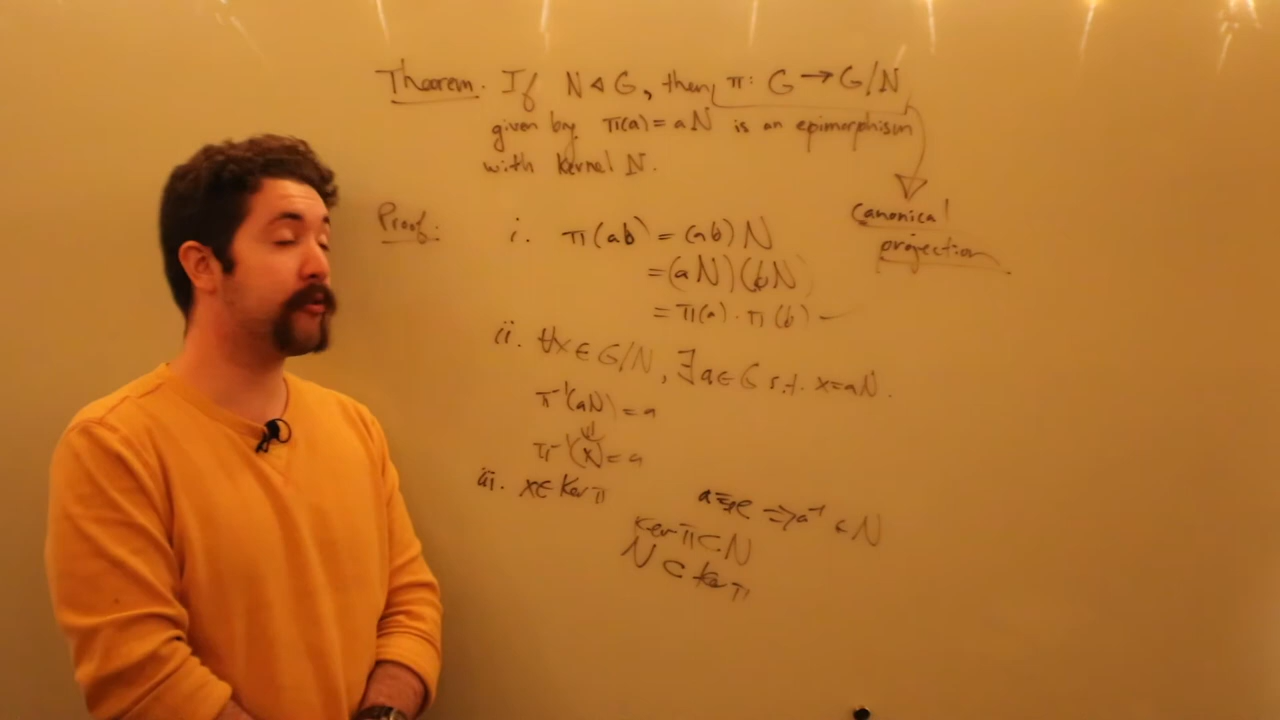 Theorem. If N ◁ G, then π: G → G/N
given by π(a) = aN is an epimorphism
with Kernel N.
Canonical
projection
Proof:
i. π(ab) = (ab)N
= (aN)(bN)
= π(a)·π(b)
ii. ∀x ∈ G/N, ∃a ∈ G s.t. x=aN.
π⁻¹(aN) = a
π⁻¹(x) = a
iii. x ∈ Ker π
⇒ a⁻¹ ∈ N
Ker π ⊂ N
N ⊂ Ker π